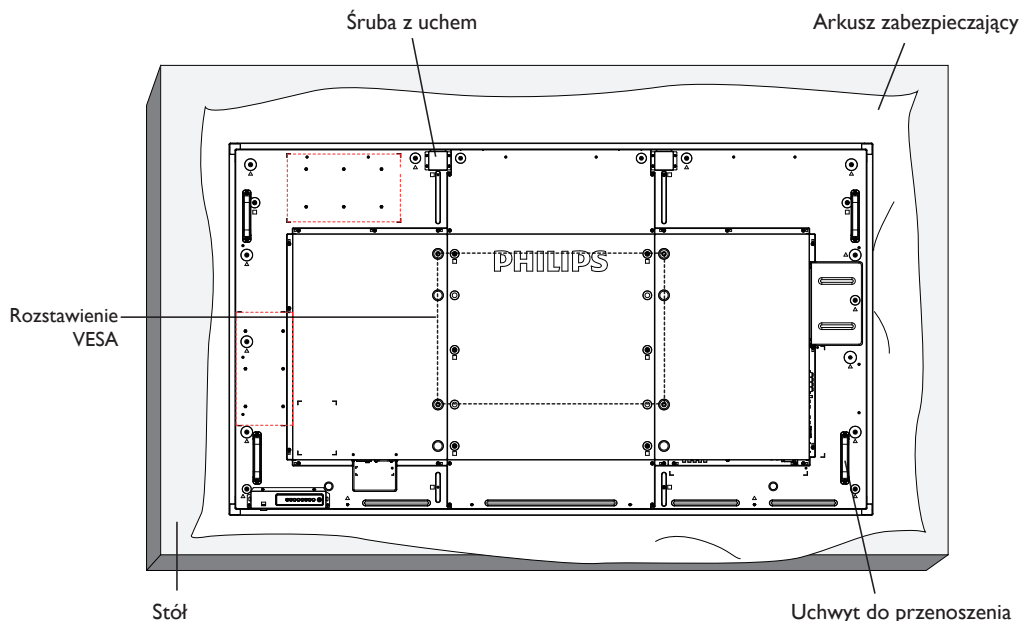 Śruba z uchem
Arkusz zabezpieczający
PHILIPS
Rozstawienie
VESA
Stół
Uchwyt do przenoszenia